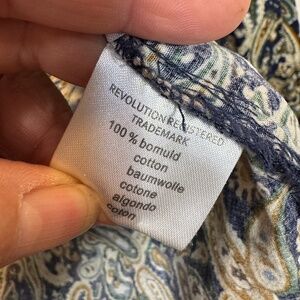 REVOLUTION REGISTERED
TRADEMARK
100 % bomuld
cotton
baumwolle
cotone
algondo
coton